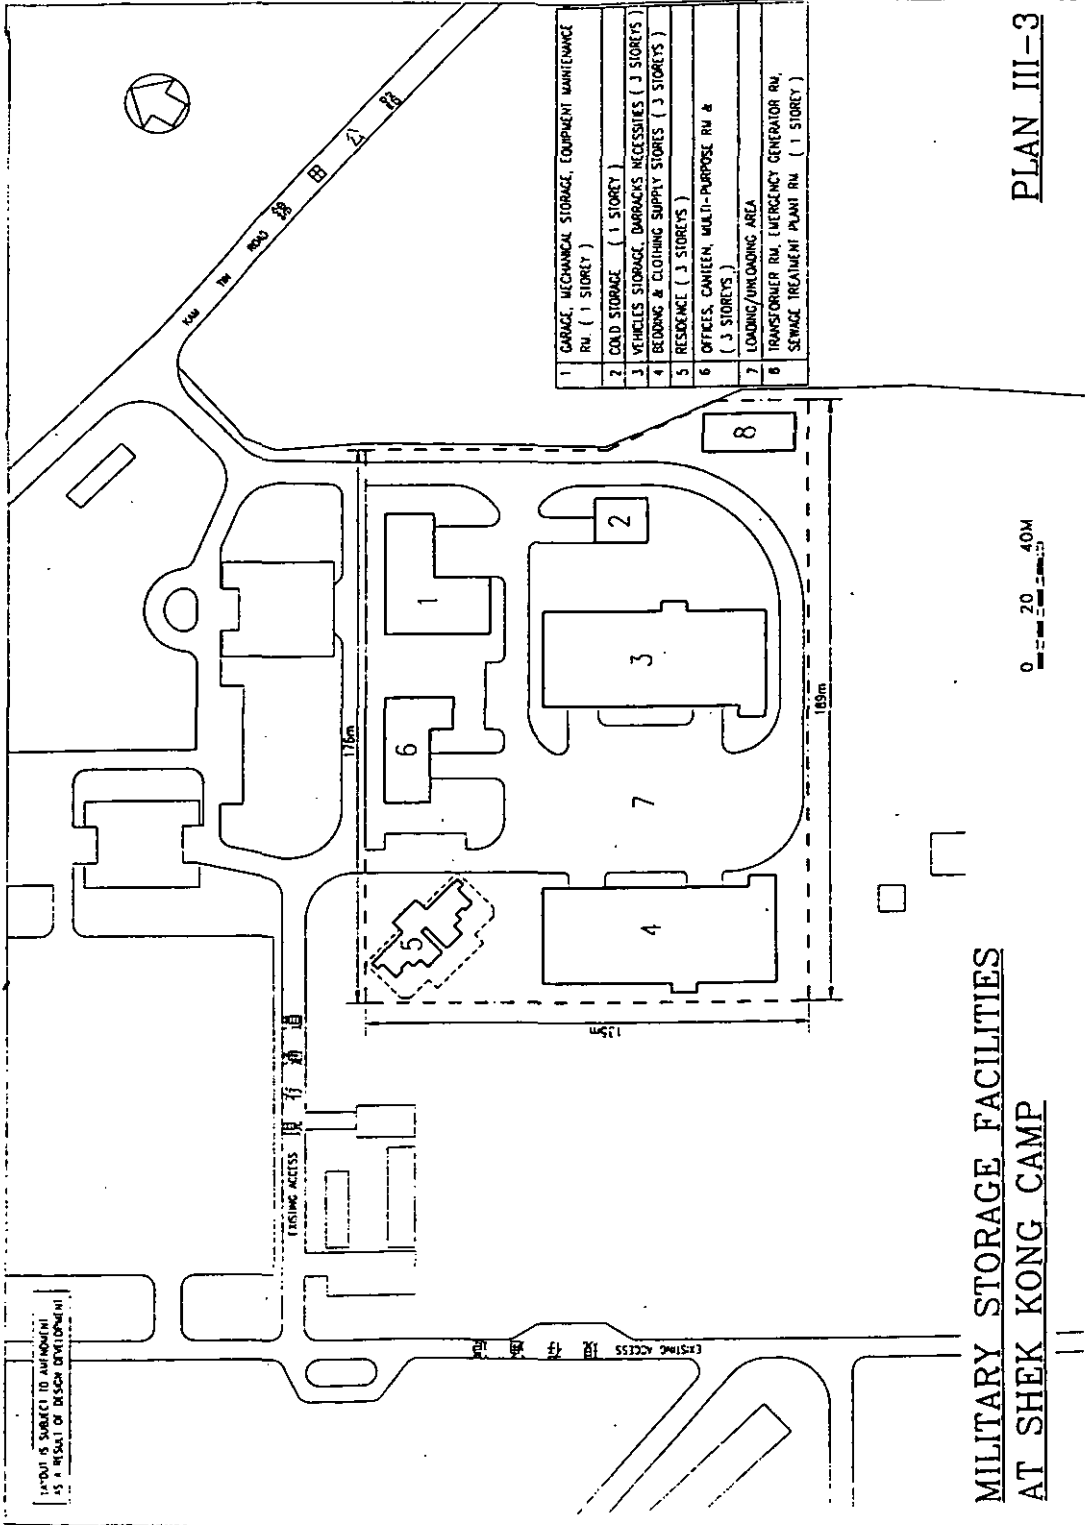 LAYOUT IS SUBJECT TO AMENDMENT
AS A RESULT OF DESIGN DEVELOPMENT
KAM TIN ROAD 錦田公路
EXISTING ACCESS
現行通道
EXISTING ACCESS
176m
189m
135m
1
2
3
4
5
6
7
8
1 GARAGE, MECHANICAL STORAGE, EQUIPMENT MAINTENANCE
RM. ( 1 STOREY )
2 COLD STORAGE ( 1 STOREY )
3 VEHICLES STORAGE, BARRACKS NECESSITIES ( 3 STOREYS )
4 BEDDING & CLOTHING SUPPLY STORES ( 3 STOREYS )
5 RESIDENCE ( 3 STOREYS )
6 OFFICES, CANTEEN, MULTI-PURPOSE RM &
( 3 STOREYS )
7 LOADING/UNLOADING AREA
8 TRANSFORMER RM, EMERGENCY GENERATOR RM,
SEWAGE TREATMENT PLANT RM ( 1 STOREY )
0 20 40M
MILITARY STORAGE FACILITIES
AT SHEK KONG CAMP
PLAN III-3